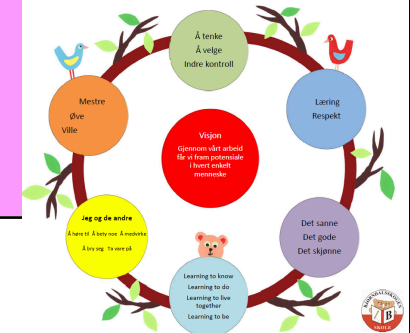 Å tenke
Å velge
Indre kontroll
Mestre
Øve
Ville
Læring
Respekt
Visjon
Gjennom vårt arbeid
får vi fram potensiale
i hvert enkelt
menneske
Jeg og de andre
Å høre til Å bety noe Å medvirke
Å bry seg Ta vare på
Det sanne
Det gode
Det skjønne
Learning to know
Learning to do
Learning to live
together
Learning to be
B
SKOLE